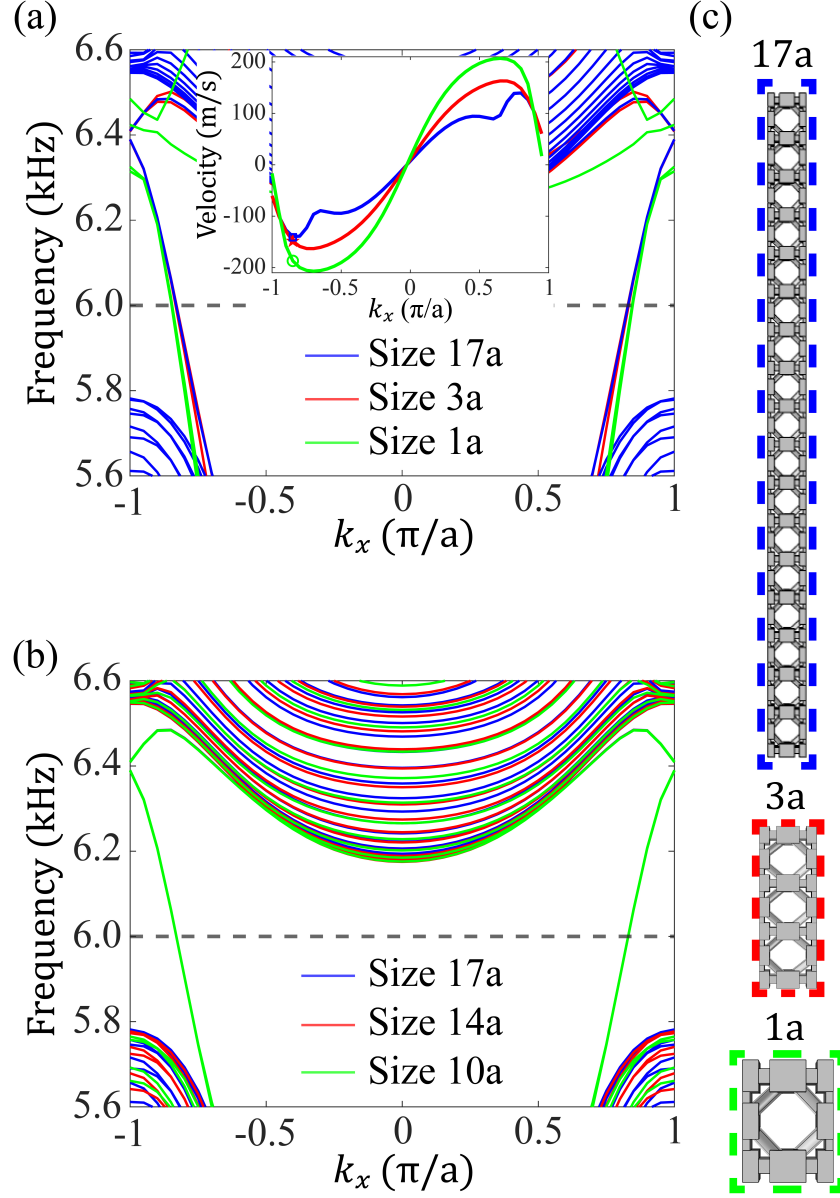 (a)
6.6
6.4
6.2
6.0
5.8
5.6
Frequency (kHz)
-1
-0.5
0
0.5
1
kₓ (π/a)
200
100
0
-100
-200
Velocity (m/s)
-1
-0.5
0
0.5
1
kₓ (π/a)
Size 17a
Size 3a
Size 1a
(b)
6.6
6.4
6.2
6.0
5.8
5.6
Frequency (kHz)
-1
-0.5
0
0.5
1
kₓ (π/a)
Size 17a
Size 14a
Size 10a
(c)
17a
3a
1a